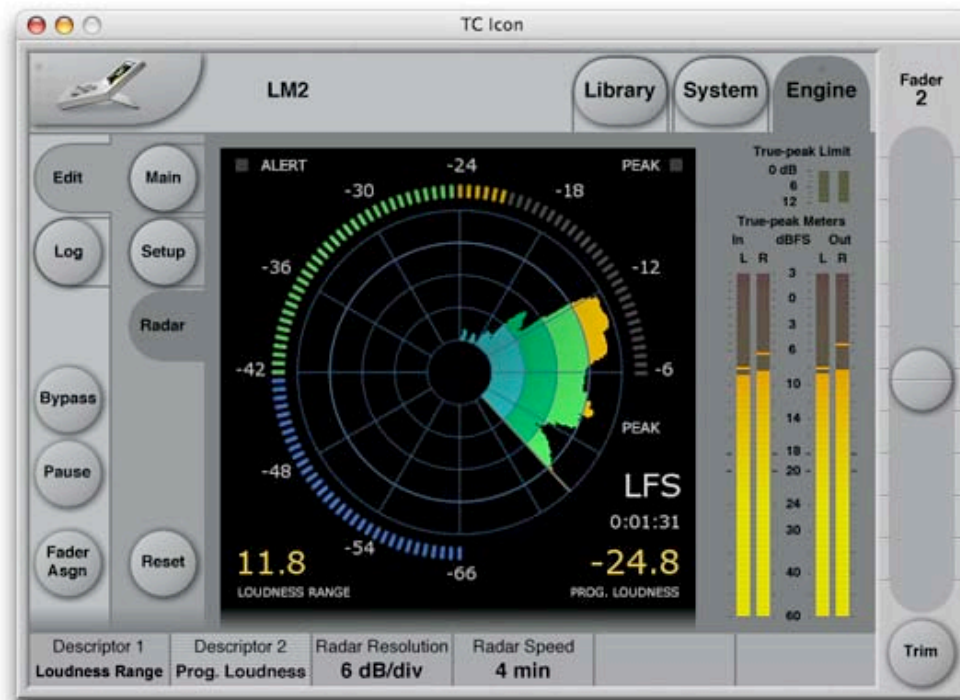 TC Icon
LM2
Library
System
Engine
Fader
2
Edit
Main
Log
Setup
Radar
Bypass
Pause
Fader
Asgn
Reset
ALERT
-24
PEAK
-30
-18
-36
-12
-42
-6
-48
PEAK
LFS
0:01:31
-54
11.8
-66
-24.8
LOUDNESS RANGE
PROG. LOUDNESS
True-peak Limit
0 dB
6
12
True-peak Meters
In dBFS Out
L R L R
3
0
3
6
10
14
18
20
24
30
40
60
Trim
Descriptor 1
Loudness Range
Descriptor 2
Prog. Loudness
Radar Resolution
6 dB/div
Radar Speed
4 min